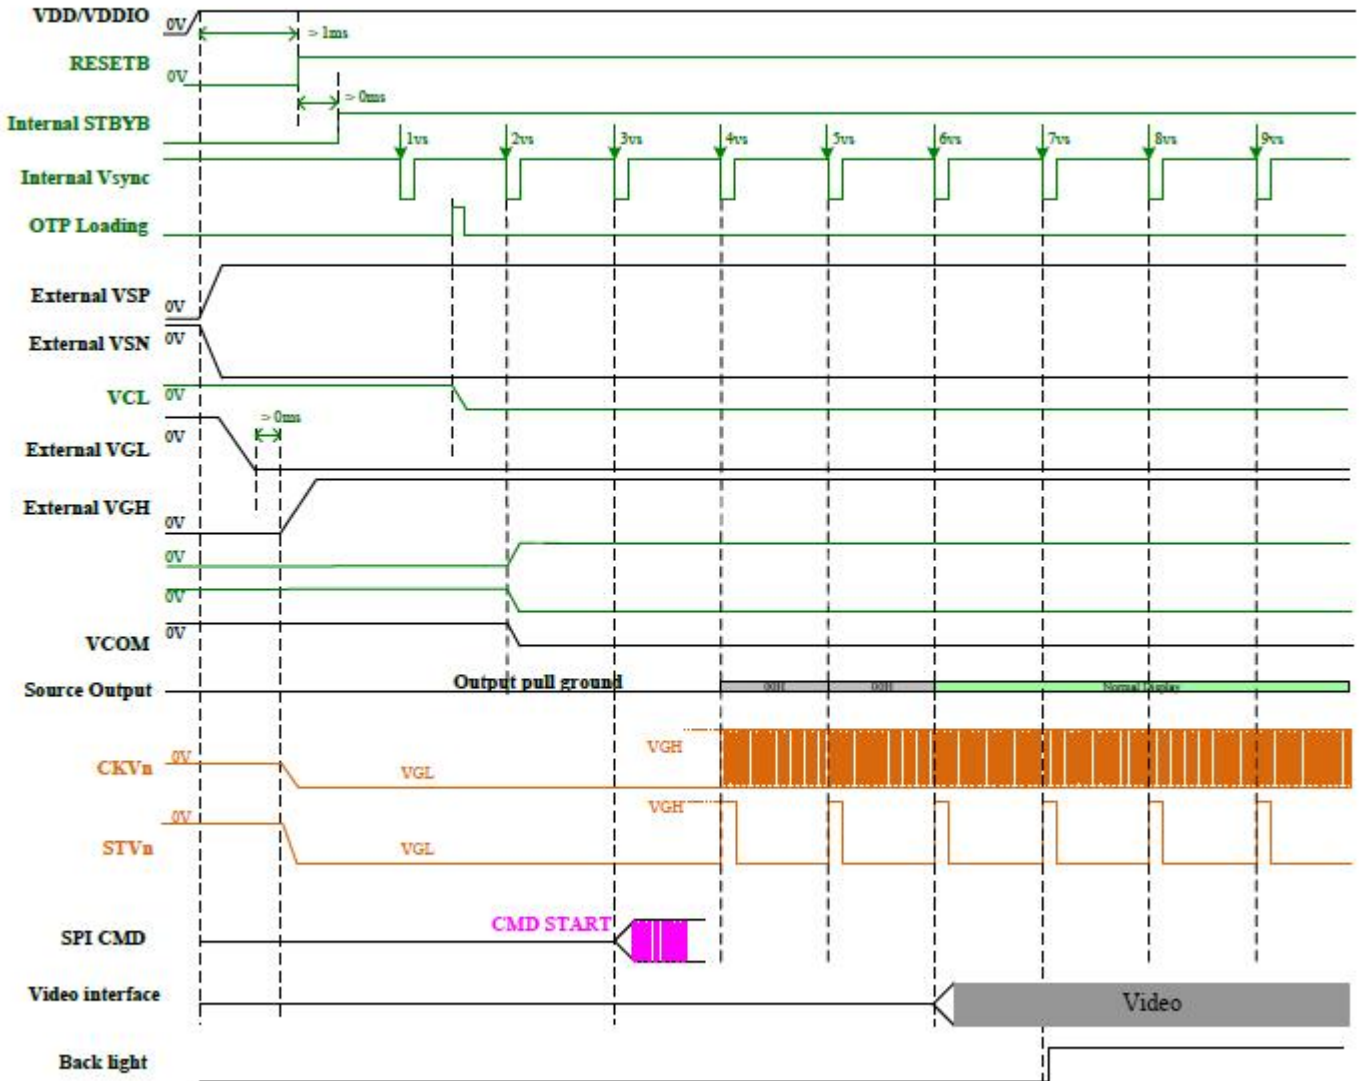 VDD/VDDIO
0V
> 1ms
RESETB
0V
> 0ms
Internal STBYB
1vs 2vs 3vs 4vs 5vs 6vs 7vs 8vs 9vs
Internal Vsync
OTP Loading
External VSP
0V
External VSN
0V
VCL
0V
> 0ms
0V
External VGL
External VGH
0V
0V
0V
VCOM
0V
Source Output
Output pull ground
00H 00H Normal Display
VGH
CKVn
0V
VGL
VGH
0V
STVn
VGL
CMD START
SPI CMD
Video interface
Video
Back light